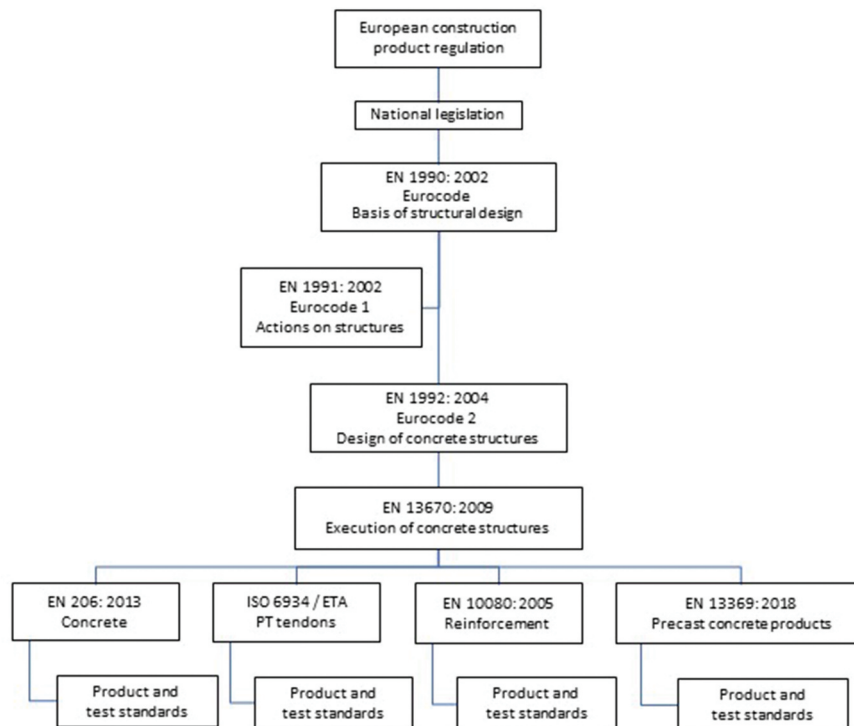 European construction
product regulation
National legislation
EN 1990: 2002
Eurocode
Basis of structural design
EN 1991: 2002
Eurocode 1
Actions on structures
EN 1992: 2004
Eurocode 2
Design of concrete structures
EN 13670: 2009
Execution of concrete structures
EN 206: 2013
Concrete
ISO 6934 / ETA
PT tendons
EN 10080: 2005
Reinforcement
EN 13369: 2018
Precast concrete products
Product and
test standards
Product and
test standards
Product and
test standards
Product and
test standards